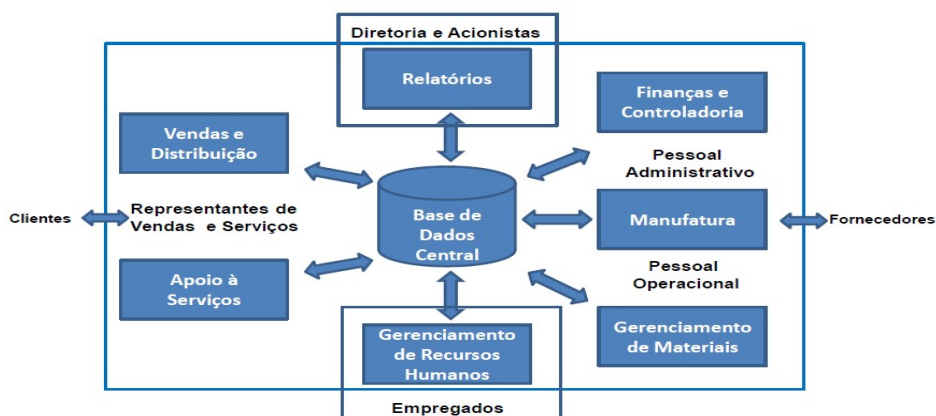 Diretoria e Acionistas
Relatórios
Finanças e
Controladoria
Vendas e
Distribuição
Pessoal
Administrativo
Clientes
Representantes de
Vendas e Serviços
Base de
Dados
Central
Manufatura
Fornecedores
Apoio à
Serviços
Pessoal
Operacional
Gerenciamento
de Recursos
Humanos
Gerenciamento
de Materiais
Empregados